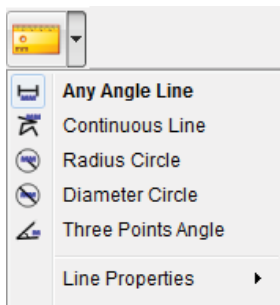 Any Angle Line
Continuous Line
Radius Circle
Diameter Circle
Three Points Angle
Line Properties